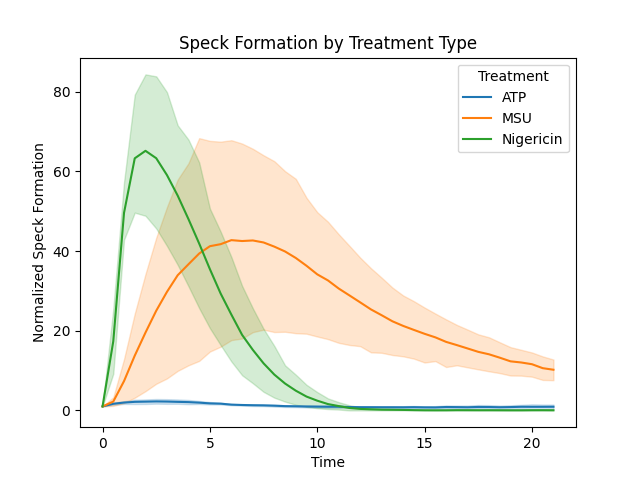 Speck Formation by Treatment Type
Treatment
ATP
MSU
Nigericin
Normalized Speck Formation
80
60
40
20
0
0 5 10 15 20
Time